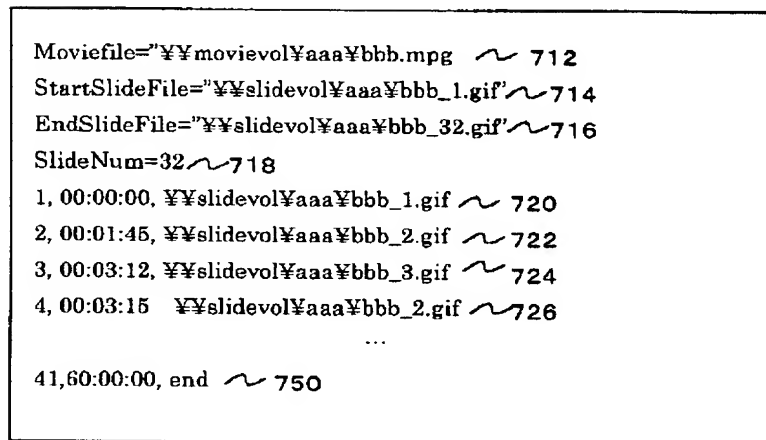 Moviefile="¥¥movievol¥aaa¥bbb.mpg 712
StartSlideFile="¥¥slidevol¥aaa¥bbb_1.gif" 714
EndSlideFile="¥¥slidevol¥aaa¥bbb_32.gif" 716
SlideNum=32 718
1, 00:00:00, ¥¥slidevol¥aaa¥bbb_1.gif 720
2, 00:01:45, ¥¥slidevol¥aaa¥bbb_2.gif 722
3, 00:03:12, ¥¥slidevol¥aaa¥bbb_3.gif 724
4, 00:03:15 ¥¥slidevol¥aaa¥bbb_2.gif 726
...
41,60:00:00, end 750